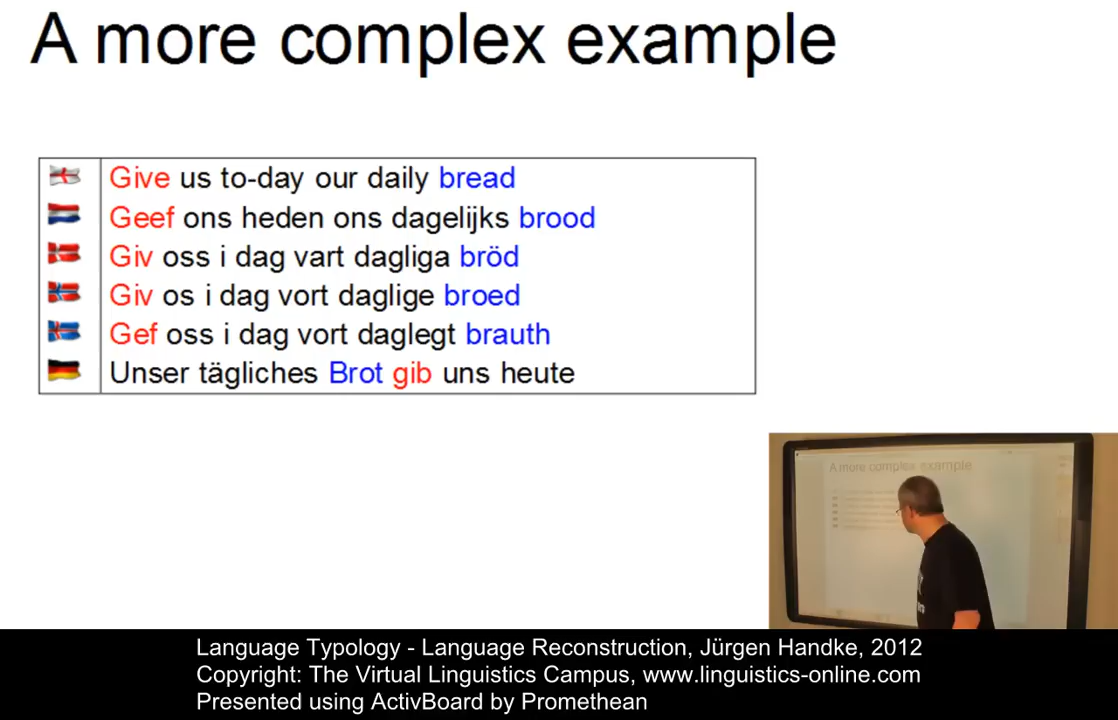 A more complex example
Give us to-day our daily bread
Geef ons heden ons dagelijks brood
Giv oss i dag vart dagliga bröd
Giv os i dag vort daglige broed
Gef oss i dag vort daglegt brauth
Unser tägliches Brot gib uns heute
A more complex example
Language Typology - Language Reconstruction, Jürgen Handke, 2012
Copyright: The Virtual Linguistics Campus, www.linguistics-online.com
Presented using ActivBoard by Promethean